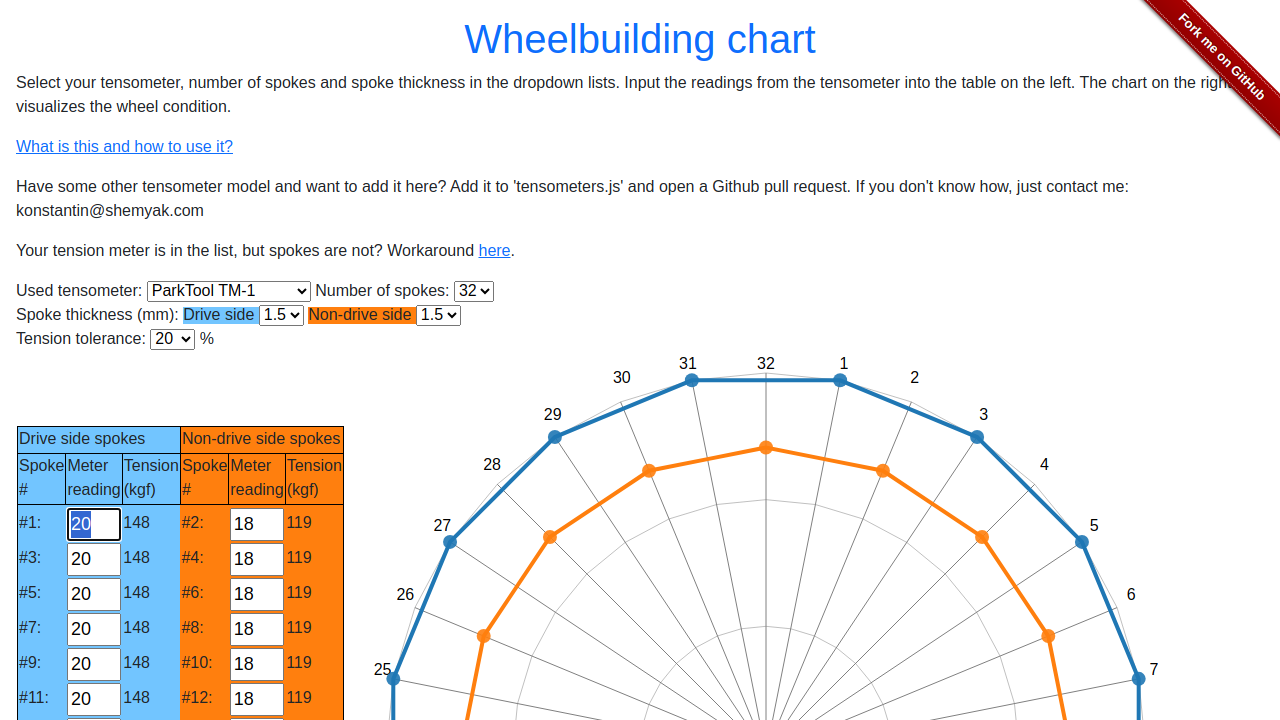 Wheelbuilding chart
Fork me on GitHub
Select your tensometer, number of spokes and spoke thickness in the dropdown lists. Input the readings from the tensometer into the table on the left. The chart on the right
visualizes the wheel condition.
What is this and how to use it?
Have some other tensometer model and want to add it here? Add it to 'tensometers.js' and open a Github pull request. If you don't know how, just contact me:
konstantin@shemyak.com
Your tension meter is in the list, but spokes are not? Workaround here.
Used tensometer: ParkTool TM-1 Number of spokes: 32
Spoke thickness (mm): Drive side 1.5 Non-drive side 1.5
Tension tolerance: 20 %
Drive side spokes Non-drive side spokes
Spoke # Meter reading Tension (kgf) Spoke # Meter reading Tension (kgf)
#1: 20 148 #2: 18 119
#3: 20 148 #4: 18 119
#5: 20 148 #6: 18 119
#7: 20 148 #8: 18 119
#9: 20 148 #10: 18 119
#11: 20 148 #12: 18 119
31 32 1
30 2
29 3
28 4
27 5
26 6
25 7